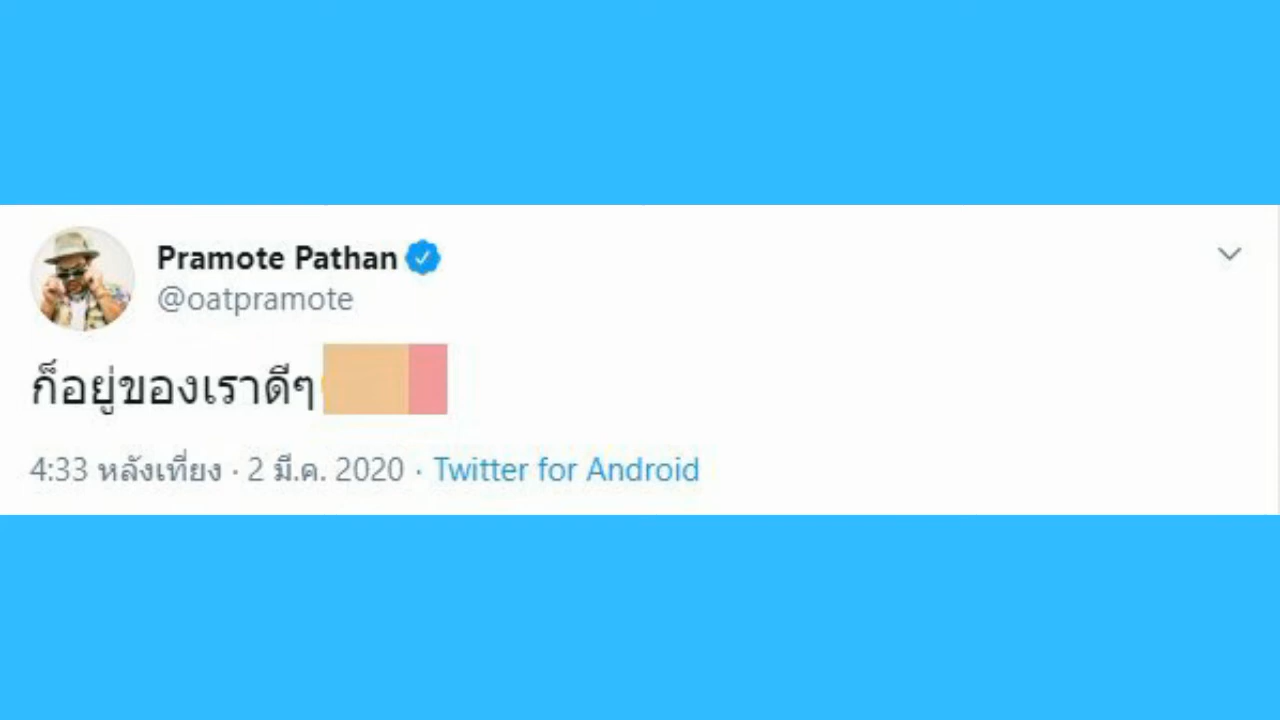 Pramote Pathan
@oatpramote
ก็อยู่ของเราดีๆ
4:33 หลังเที่ยง · 2 มี.ค. 2020 · Twitter for Android